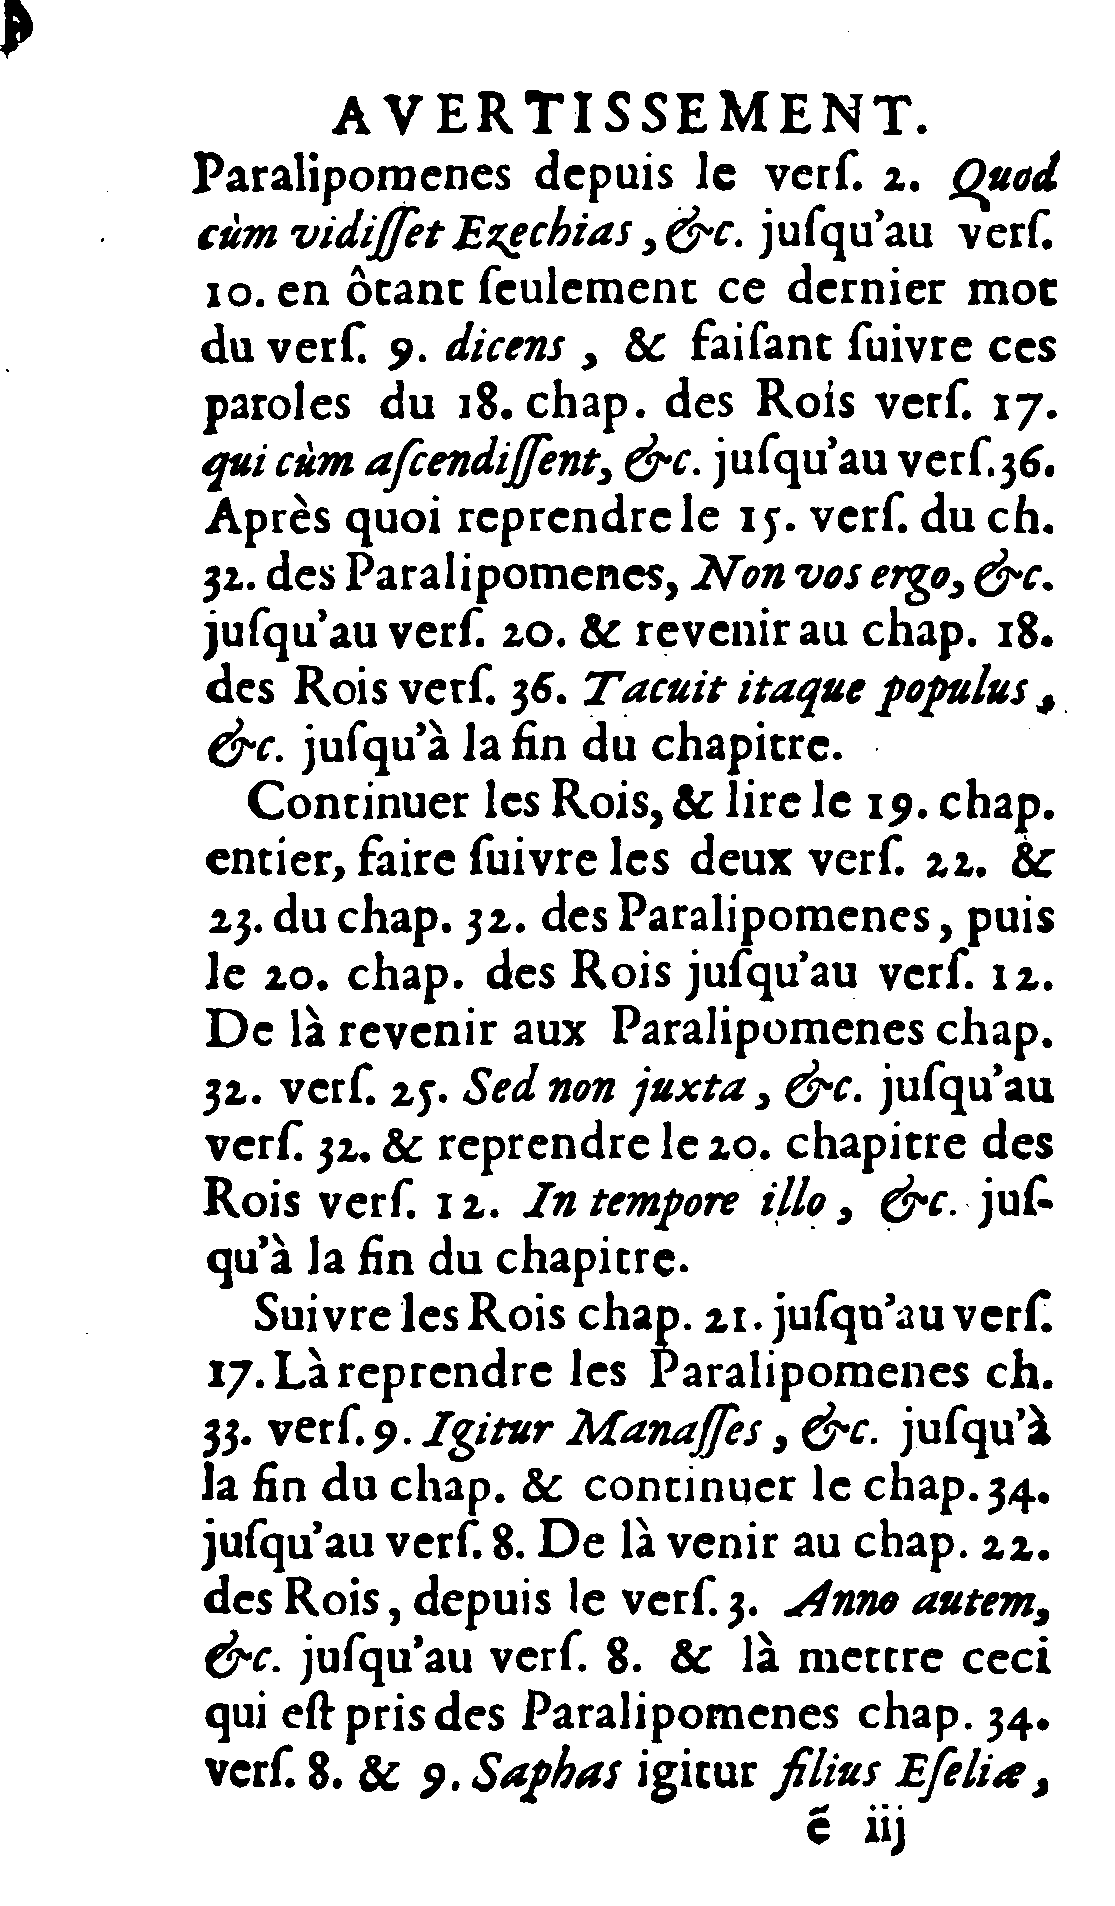 AVERTISSEMENT.
Paralipomenes depuis le verſ. 2. Quod
cùm vidiſſet Ezechias, &c. juſqu'au verſ.
10. en ôtant ſeulement ce dernier mot
du verſ. 9. dicens, & faiſant ſuivre ces
paroles du 18. chap. des Rois verſ. 17.
qui cùm aſcendiſſent, &c. juſqu'au verſ. 36.
Après quoi reprendre le 15. verſ. du ch.
32. des Paralipomenes, Non vos ergo, &c.
juſqu'au verſ. 20. & revenir au chap. 18.
des Rois verſ. 36. Tacuit itaque populus,
&c. juſqu'à la fin du chapitre.
Continuer les Rois, & lire le 19. chap.
entier, faire ſuivre les deux verſ. 22. &
23. du chap. 32. des Paralipomenes, puis
le 20. chap. des Rois juſqu'au verſ. 12.
De là revenir aux Paralipomenes chap.
32. verſ. 25. Sed non juxta, &c. juſqu'au
verſ. 32. & reprendre le 20. chapitre des
Rois verſ. 12. In tempore illo, &c. juſ-
qu'à la fin du chapitre.
Suivre les Rois chap. 21. juſqu'au verſ.
17. Là reprendre les Paralipomenes ch.
33. verſ. 9. Igitur Manaſſes, &c. juſqu'à
la fin du chap. & continuer le chap. 34.
juſqu'au verſ. 8. De là venir au chap. 22.
des Rois, depuis le verſ. 3. Anno autem,
&c. juſqu'au verſ. 8. & là mettre ceci
qui eſt pris des Paralipomenes chap. 34.
verſ. 8. & 9. Saphas igitur filius Eſeliæ,
ẽ iij